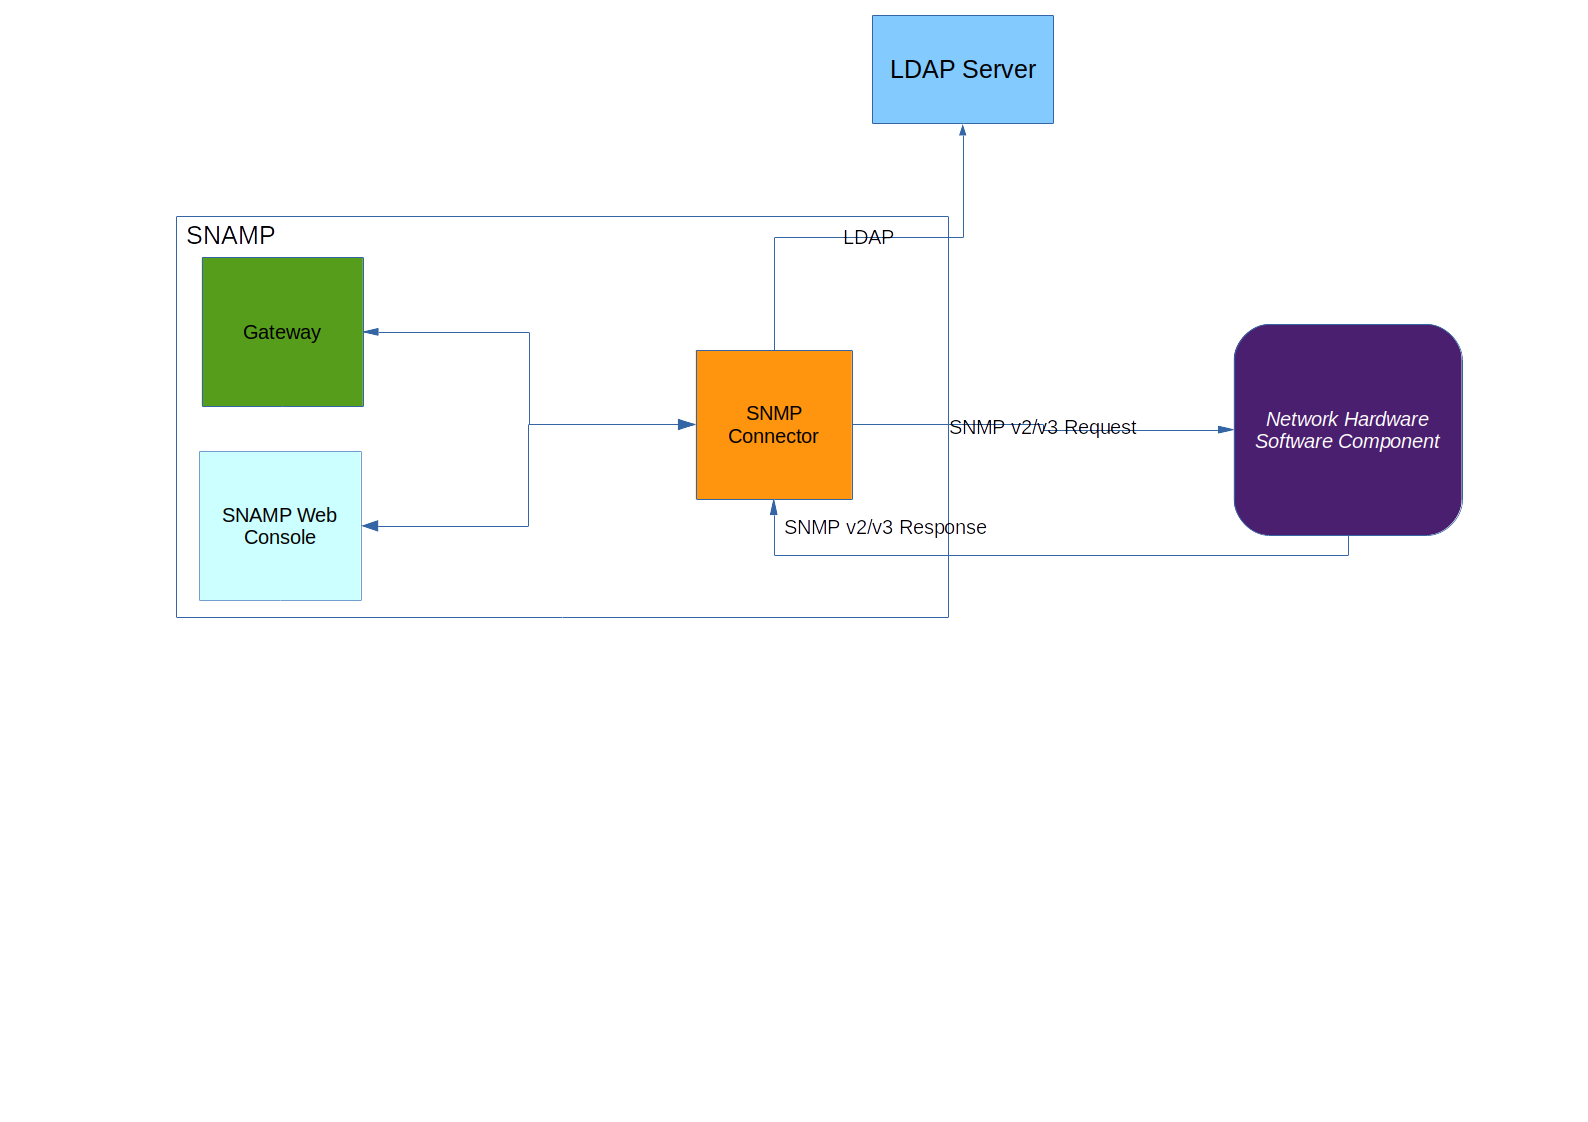 LDAP Server
SNAMP
LDAP
Gateway
SNMP
Connector
SNMP v2/v3 Request
Network Hardware
Software Component
SNAMP Web
Console
SNMP v2/v3 Response